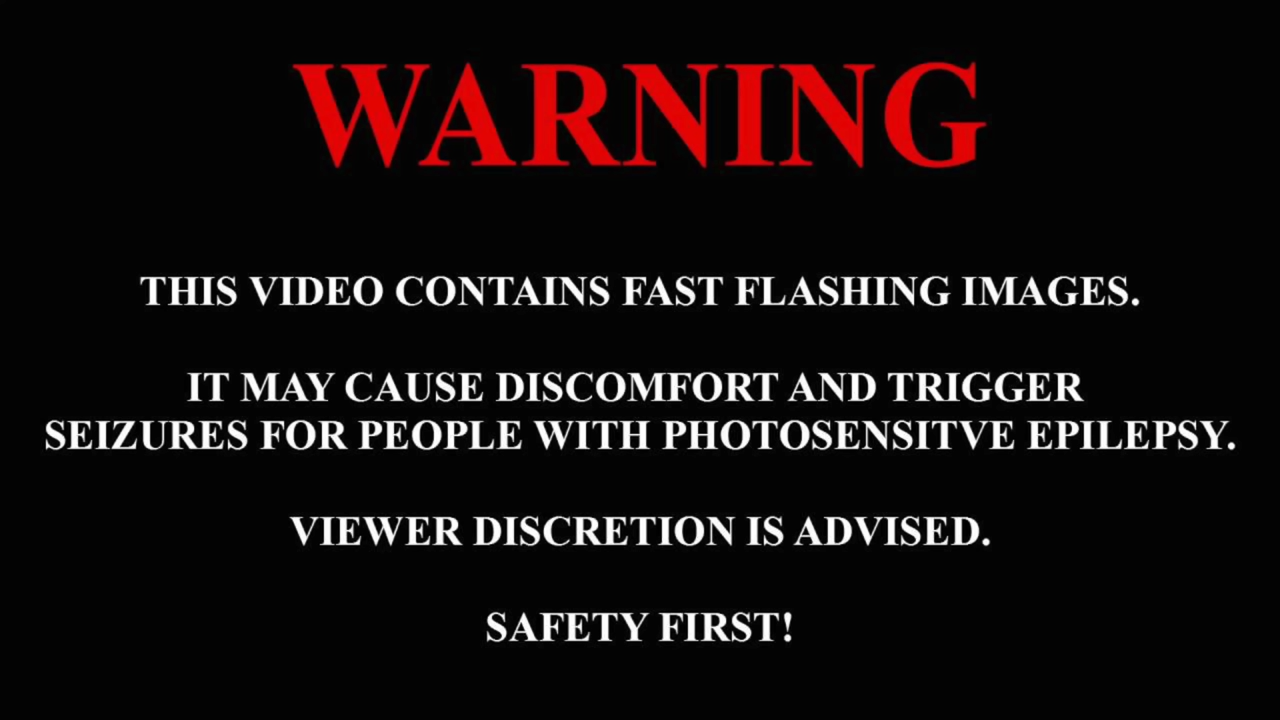 WARNING
THIS VIDEO CONTAINS FAST FLASHING IMAGES.
IT MAY CAUSE DISCOMFORT AND TRIGGER
SEIZURES FOR PEOPLE WITH PHOTOSENSITVE EPILEPSY.
VIEWER DISCRETION IS ADVISED.
SAFETY FIRST!